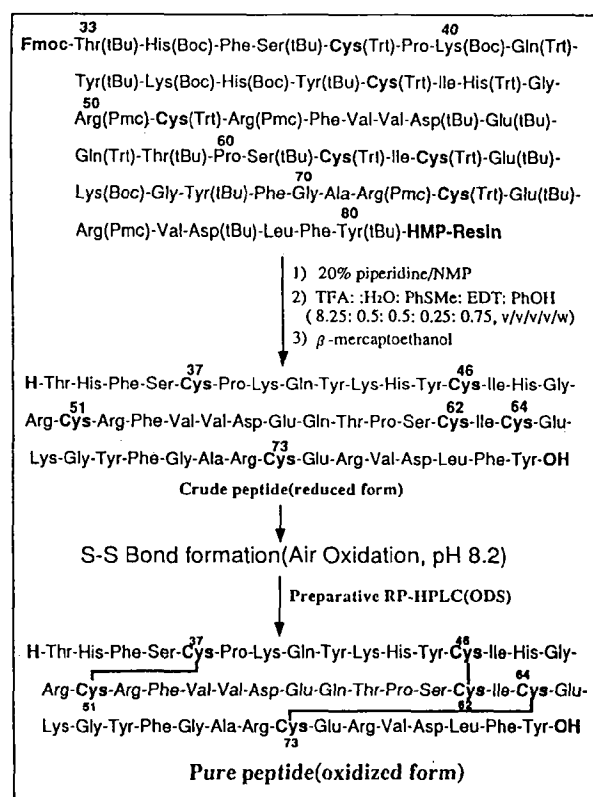 33 40
Fmoc-Thr(tBu)-His(Boc)-Phe-Ser(tBu)-Cys(Trt)-Pro-Lys(Boc)-Gln(Trt)-
Tyr(tBu)-Lys(Boc)-His(Boc)-Tyr(tBu)-Cys(Trt)-Ile-His(Trt)-Gly-
50
Arg(Pmc)-Cys(Trt)-Arg(Pmc)-Phe-Val-Val-Asp(tBu)-Glu(tBu)-
60
Gln(Trt)-Thr(tBu)-Pro-Ser(tBu)-Cys(Trt)-Ile-Cys(Trt)-Glu(tBu)-
70
Lys(Boc)-Gly-Tyr(tBu)-Phe-Gly-Ala-Arg(Pmc)-Cys(Trt)-Glu(tBu)-
80
Arg(Pmc)-Val-Asp(tBu)-Leu-Phe-Tyr(tBu)-HMP-Resin
1) 20% piperidine/NMP
2) TFA: :H2O: PhSMe: EDT: PhOH
( 8.25: 0.5: 0.5: 0.25: 0.75, v/v/v/v/w)
3) β-mercaptoethanol
37 46
H-Thr-His-Phe-Ser-Cys-Pro-Lys-Gln-Tyr-Lys-His-Tyr-Cys-Ile-His-Gly-
51 62 64
Arg-Cys-Arg-Phe-Val-Val-Asp-Glu-Gln-Thr-Pro-Ser-Cys-Ile-Cys-Glu-
73
Lys-Gly-Tyr-Phe-Gly-Ala-Arg-Cys-Glu-Arg-Val-Asp-Leu-Phe-Tyr-OH
Crude peptide(reduced form)
S-S Bond formation(Air Oxidation, pH 8.2)
Preparative RP-HPLC(ODS)
37 46
H-Thr-His-Phe-Ser-Cys-Pro-Lys-Gln-Tyr-Lys-His-Tyr-Cys-Ile-His-Gly-
64
Arg-Cys-Arg-Phe-Val-Val-Asp-Glu-Gln-Thr-Pro-Ser-Cys-Ile-Cys-Glu-
51 62
Lys-Gly-Tyr-Phe-Gly-Ala-Arg-Cys-Glu-Arg-Val-Asp-Leu-Phe-Tyr-OH
73
Pure peptide(oxidized form)